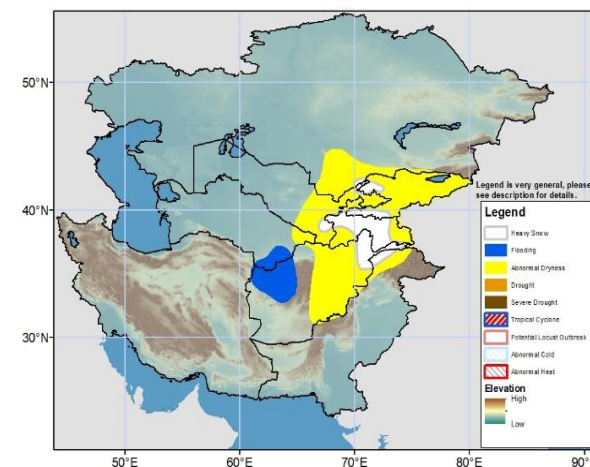 50°N
40°N
30°N
50°E
60°E
70°E
80°E
90°
Legend is very general, please
see description for details.
Legend
Heavy Snow
Flooding
Abnormal Dryness
Drought
Severe Drought
Tropical Cyclone
Potential Locust Outbreak
Abnormal Cold
Abnormal Heat
Elevation
High
Low